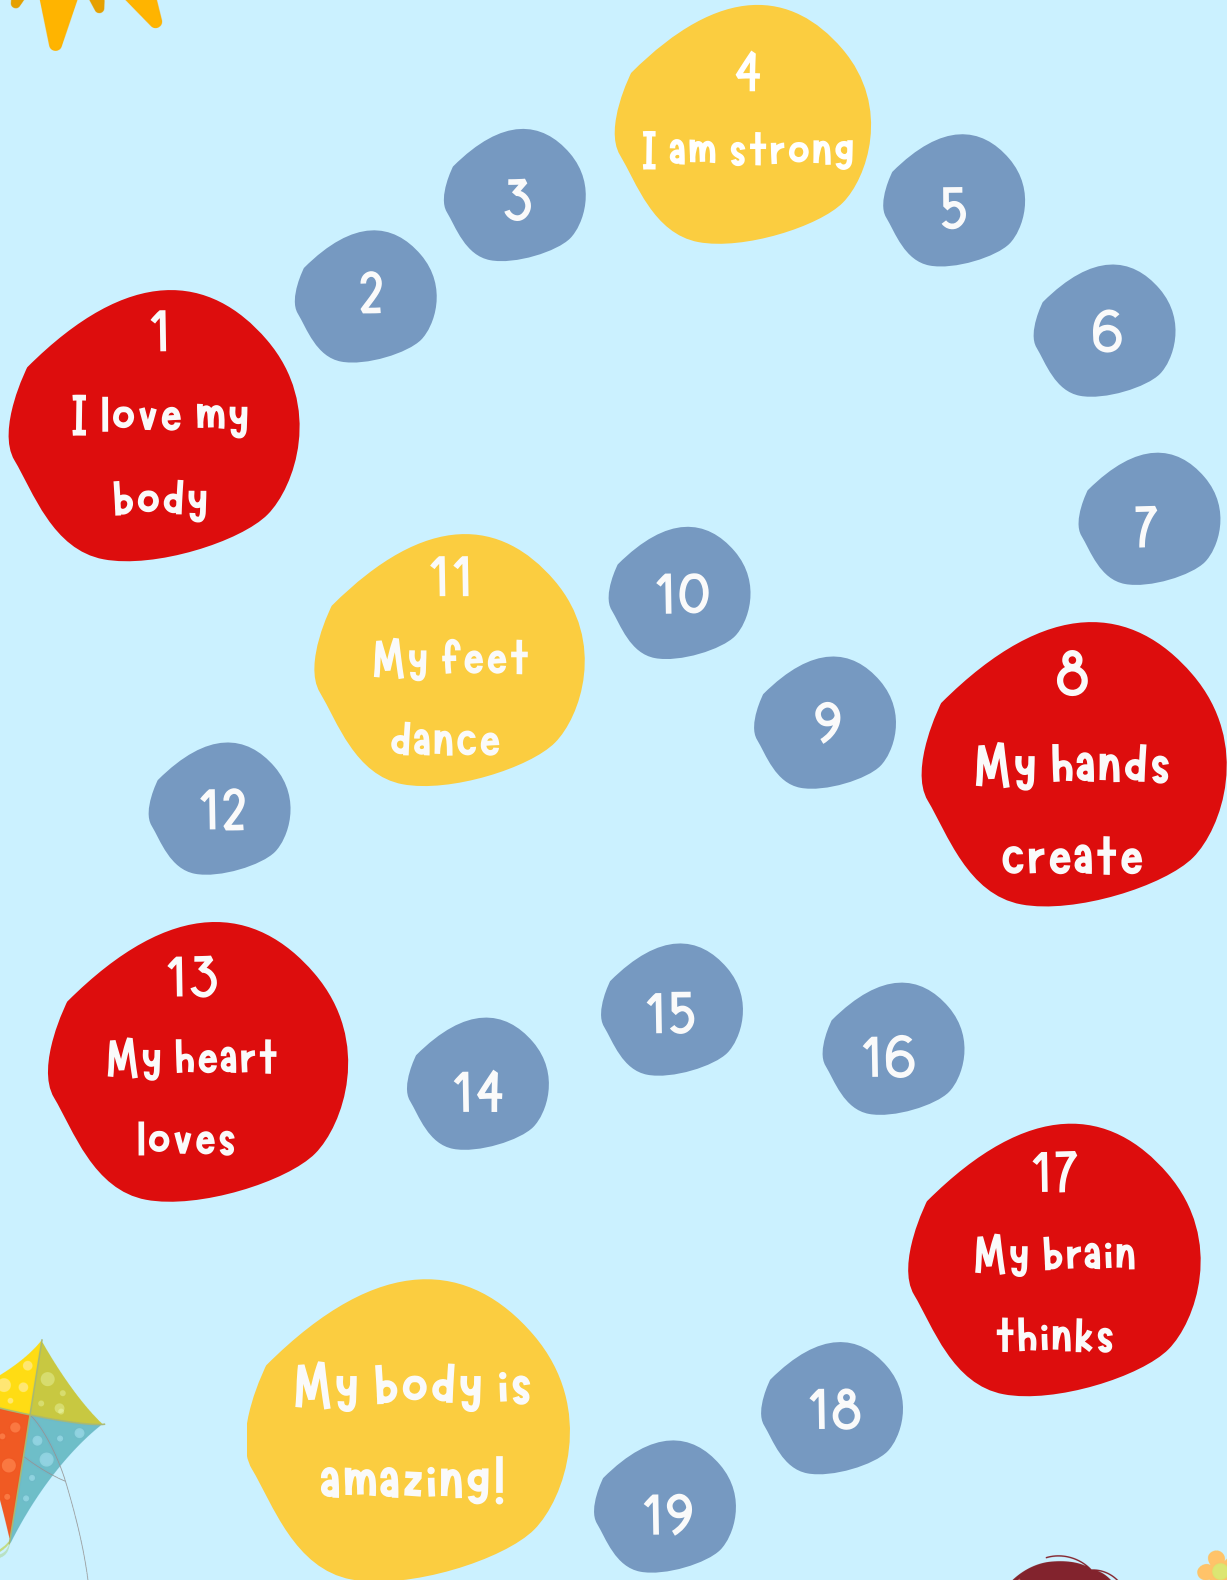 1
I love my
body
2
3
4
I am strong
5
6
7
8
My hands
create
9
10
11
My feet
dance
12
13
My heart
loves
14
15
16
17
My brain
thinks
18
19
My body is
amazing!